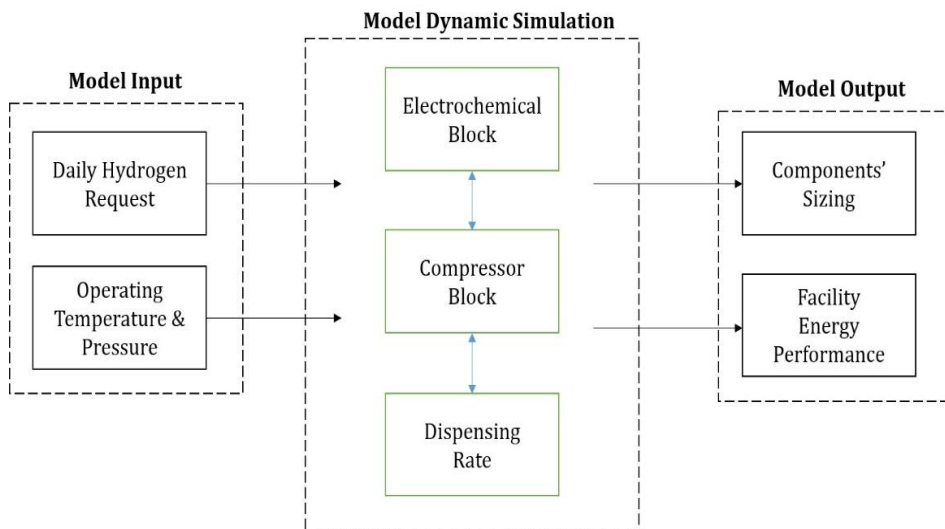 Model Dynamic Simulation
Model Input
Daily Hydrogen
Request
Operating
Temperature &
Pressure
Electrochemical
Block
Compressor
Block
Dispensing
Rate
Model Output
Components’
Sizing
Facility
Energy
Performance